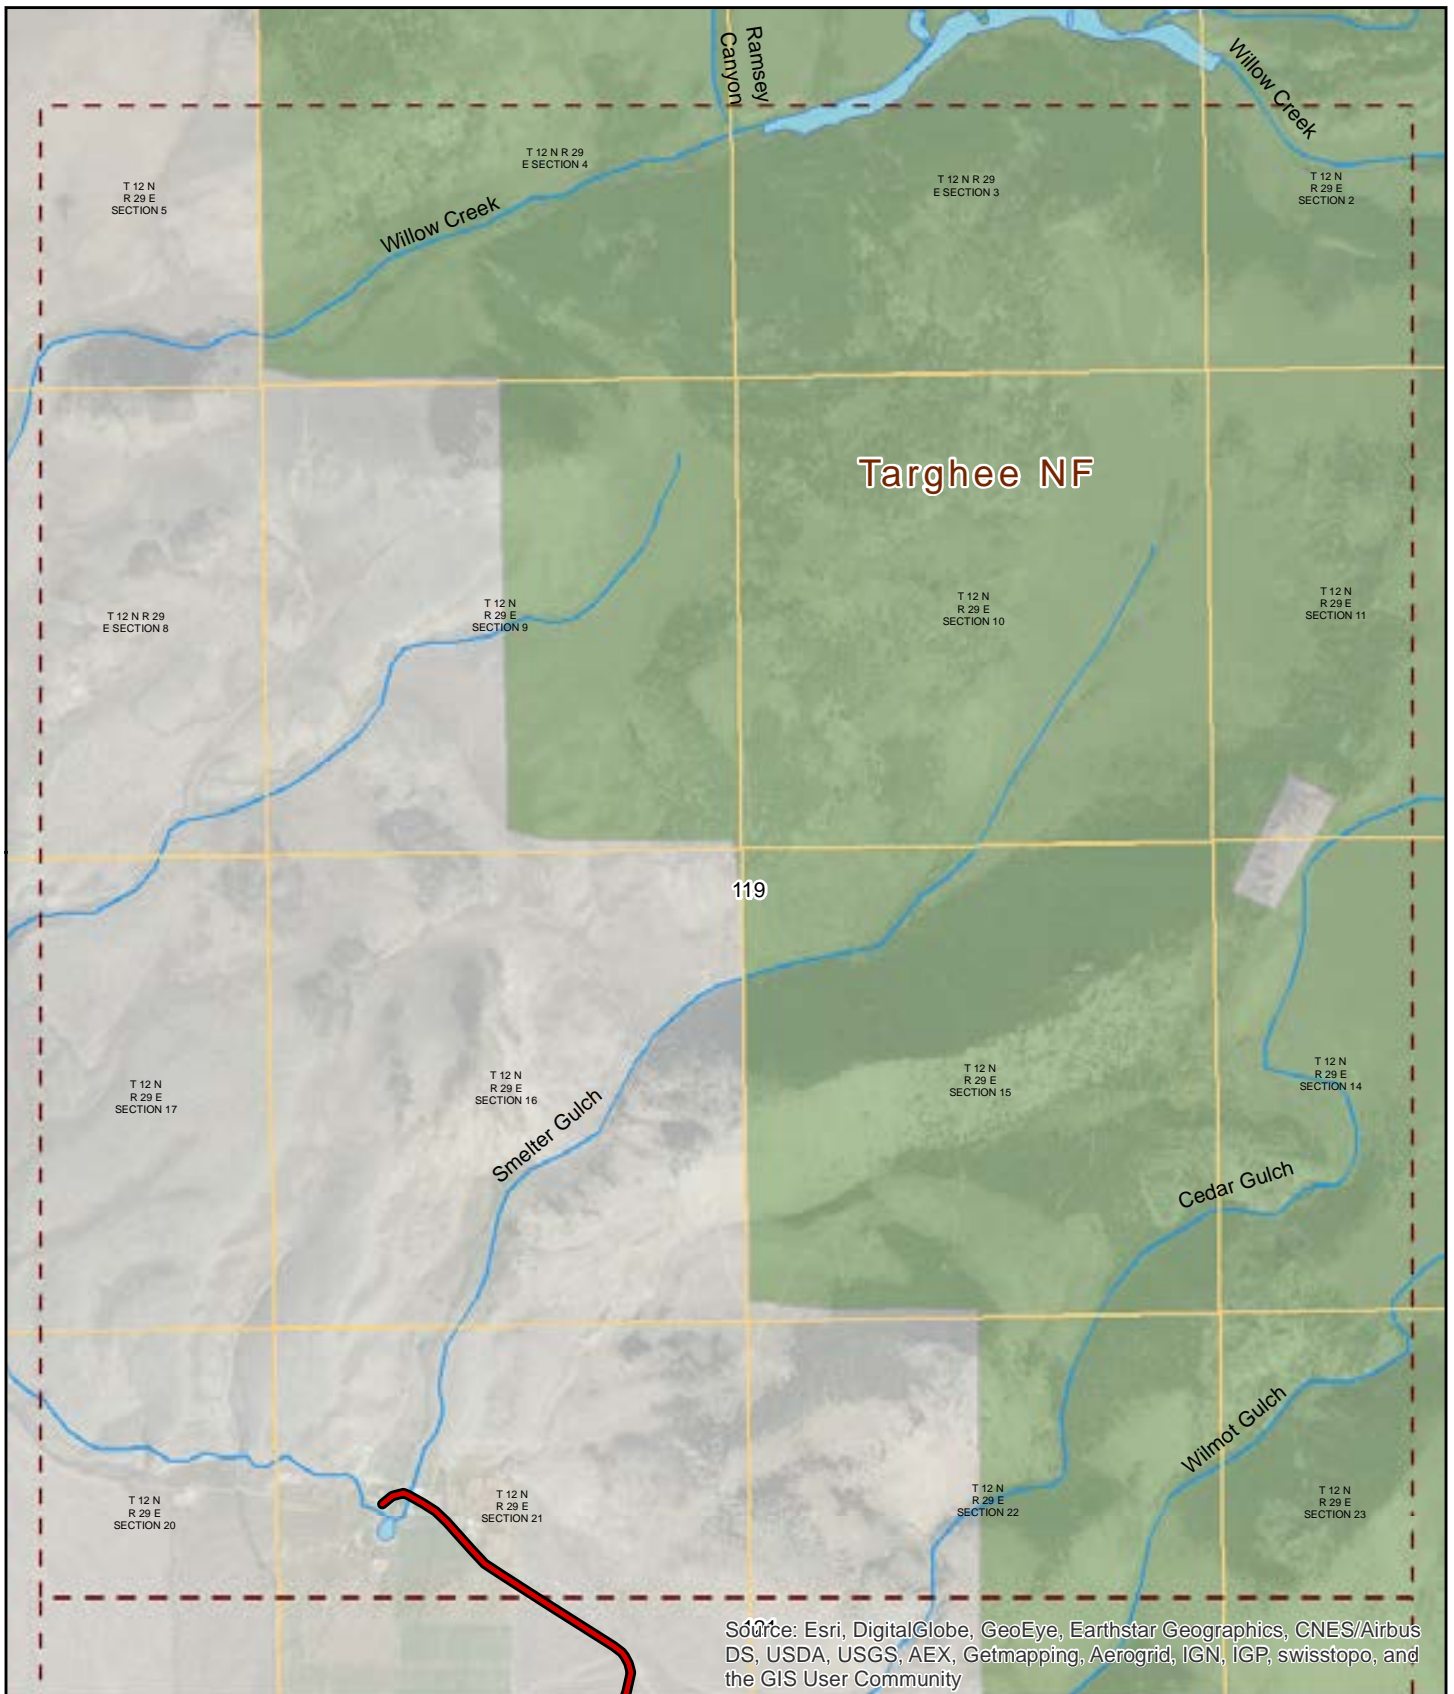 Ramsey
Canyon
Willow Creek
T 12 N R 29
E SECTION 4
T 12 N
R 29 E
SECTION 5
T 12 N R 29
E SECTION 3
T 12 N
R 29 E
SECTION 2
Willow Creek
Targhee NF
T 12 N R 29
E SECTION 8
T 12 N
R 29 E
SECTION 9
T 12 N
R 29 E
SECTION 10
T 12 N
R 29 E
SECTION 11
119
T 12 N
R 29 E
SECTION 17
T 12 N
R 29 E
SECTION 16
T 12 N
R 29 E
SECTION 15
T 12 N
R 29 E
SECTION 14
Smelter Gulch
Cedar Gulch
Wilmot Gulch
T 12 N
R 29 E
SECTION 20
T 12 N
R 29 E
SECTION 21
T 12 N
R 29 E
SECTION 22
T 12 N
R 29 E
SECTION 23
Source: Esri, DigitalGlobe, GeoEye, Earthstar Geographics, CNES/Airbus
DS, USDA, USGS, AEX, Getmapping, Aerogrid, IGN, IGP, swisstopo, and
the GIS User Community